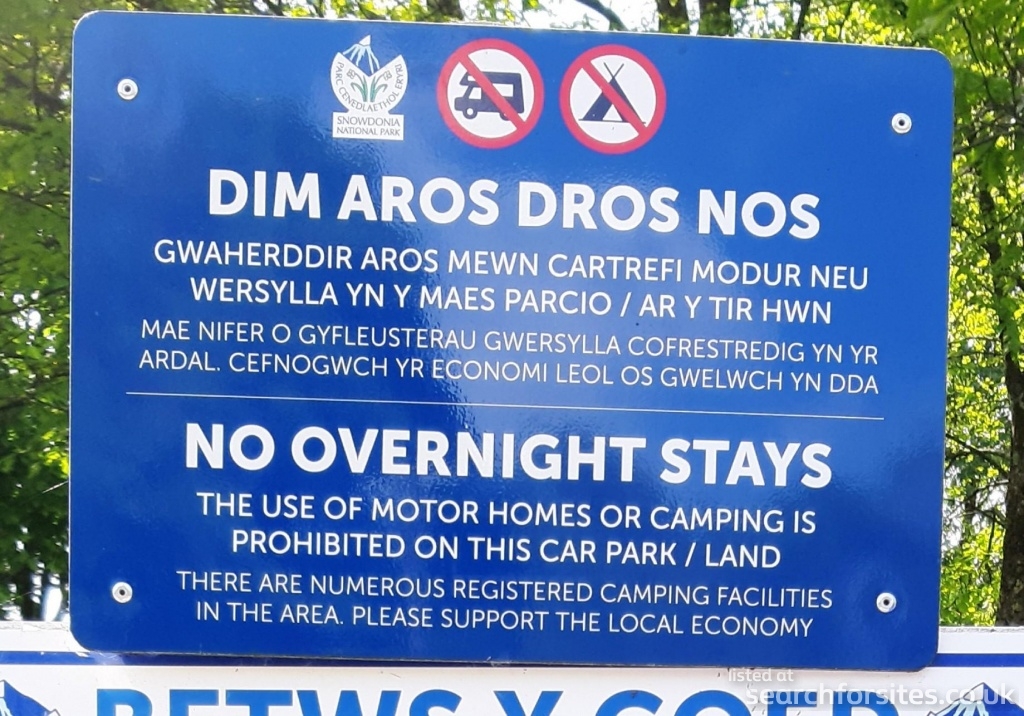 PARC CENEDLAETHOL ERYRI
SNOWDONIA
NATIONAL PARK
DIM AROS DROS NOS
GWAHERDDIR AROS MEWN CARTREFI MODUR NEU
WERSYLLA YN Y MAES PARCIO / AR Y TIR HWN
MAE NIFER O GYFLEUSTERAU GWERSYLLA COFRESTREDIG YN YR
ARDAL. CEFNOGWCH YR ECONOMI LEOL OS GWELWCH YN DDA
NO OVERNIGHT STAYS
THE USE OF MOTOR HOMES OR CAMPING IS
PROHIBITED ON THIS CAR PARK / LAND
THERE ARE NUMEROUS REGISTERED CAMPING FACILITIES
IN THE AREA. PLEASE SUPPORT THE LOCAL ECONOMY
listed at
searchforsites.co.uk
BETWS Y COED